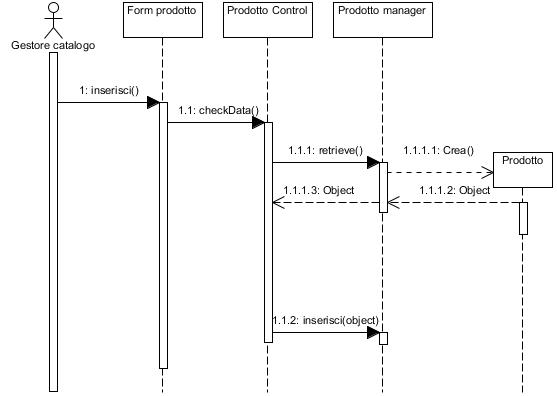 Form prodotto
Prodotto Control
Prodotto manager
Gestore catalogo
1: inserisci()
1.1: checkData()
1.1.1: retrieve()
1.1.1.1: Crea()
Prodotto
1.1.1.3: Object
1.1.1.2: Object
1.1.2: inserisci(object)